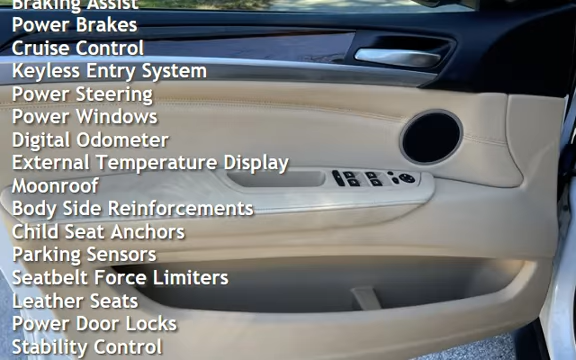 Braking Assist
Power Brakes
Cruise Control
Keyless Entry System
Power Steering
Power Windows
Digital Odometer
External Temperature Display
Moonroof
Body Side Reinforcements
Child Seat Anchors
Parking Sensors
Seatbelt Force Limiters
Leather Seats
Power Door Locks
Stability Control